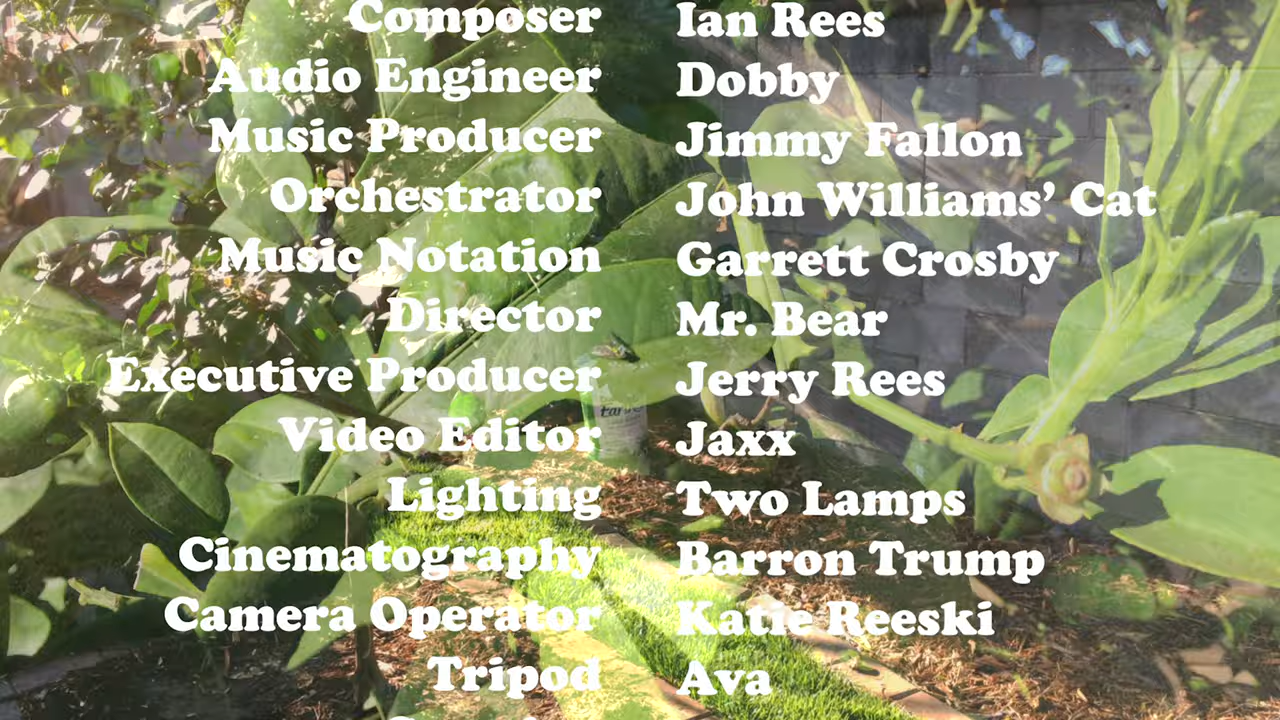 Composer Ian Rees
Audio Engineer Dobby
Music Producer Jimmy Fallon
Orchestrator John Williams’ Cat
Music Notation Garrett Crosby
Director Mr. Bear
Executive Producer Jerry Rees
Video Editor Jaxx
Lighting Two Lamps
Cinematography Barron Trump
Camera Operator Katie Reeski
Tripod Ava